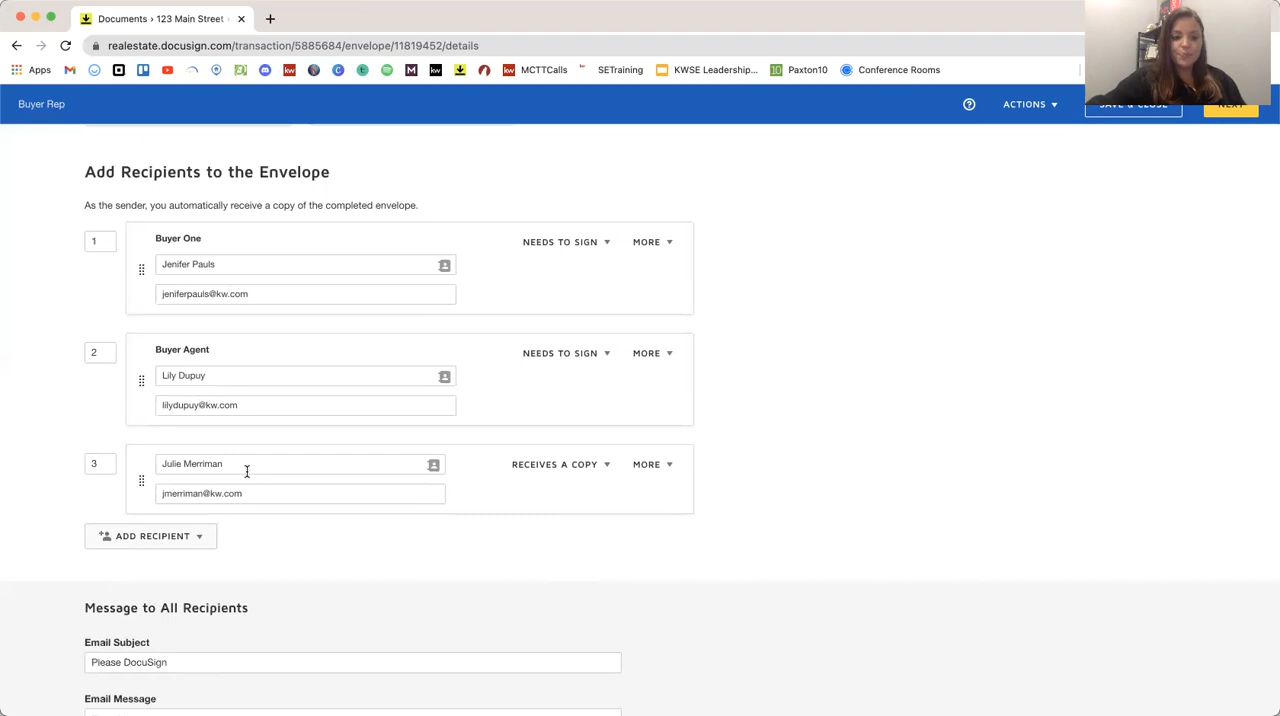 Documents › 123 Main Street
realestate.docusign.com/transaction/5885684/envelope/11819452/details
Apps
MCTTCalls
SETraining
KWSE Leadership...
Paxton10
Conference Rooms
Buyer Rep
ACTIONS
SAVE & CLOSE
NEXT
Add Recipients to the Envelope
As the sender, you automatically receive a copy of the completed envelope.
1
Buyer One
NEEDS TO SIGN
MORE
Jenifer Pauls
jeniferpauls@kw.com
2
Buyer Agent
NEEDS TO SIGN
MORE
Lily Dupuy
lilydupuy@kw.com
3
Julie Merriman
RECEIVES A COPY
MORE
jmerriman@kw.com
ADD RECIPIENT
Message to All Recipients
Email Subject
Please DocuSign
Email Message